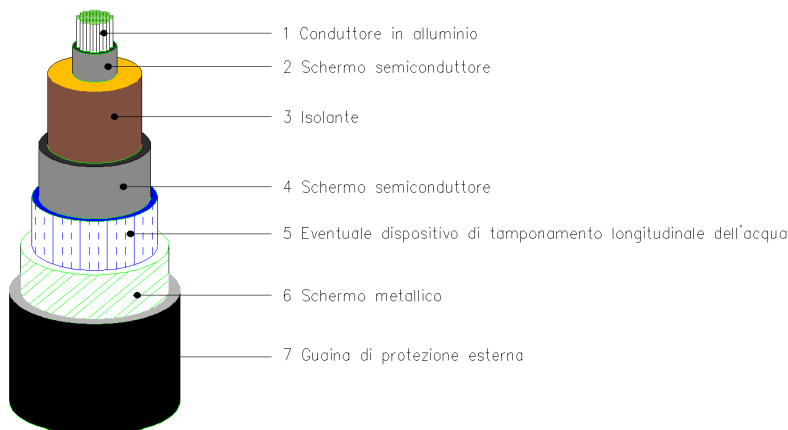 1 Conduttore in alluminio
2 Schermo semiconduttore
3 Isolante
4 Schermo semiconduttore
5 Eventuale dispositivo di tamponamento longitudinale dell'acqua
6 Schermo metallico
7 Guaina di protezione esterna